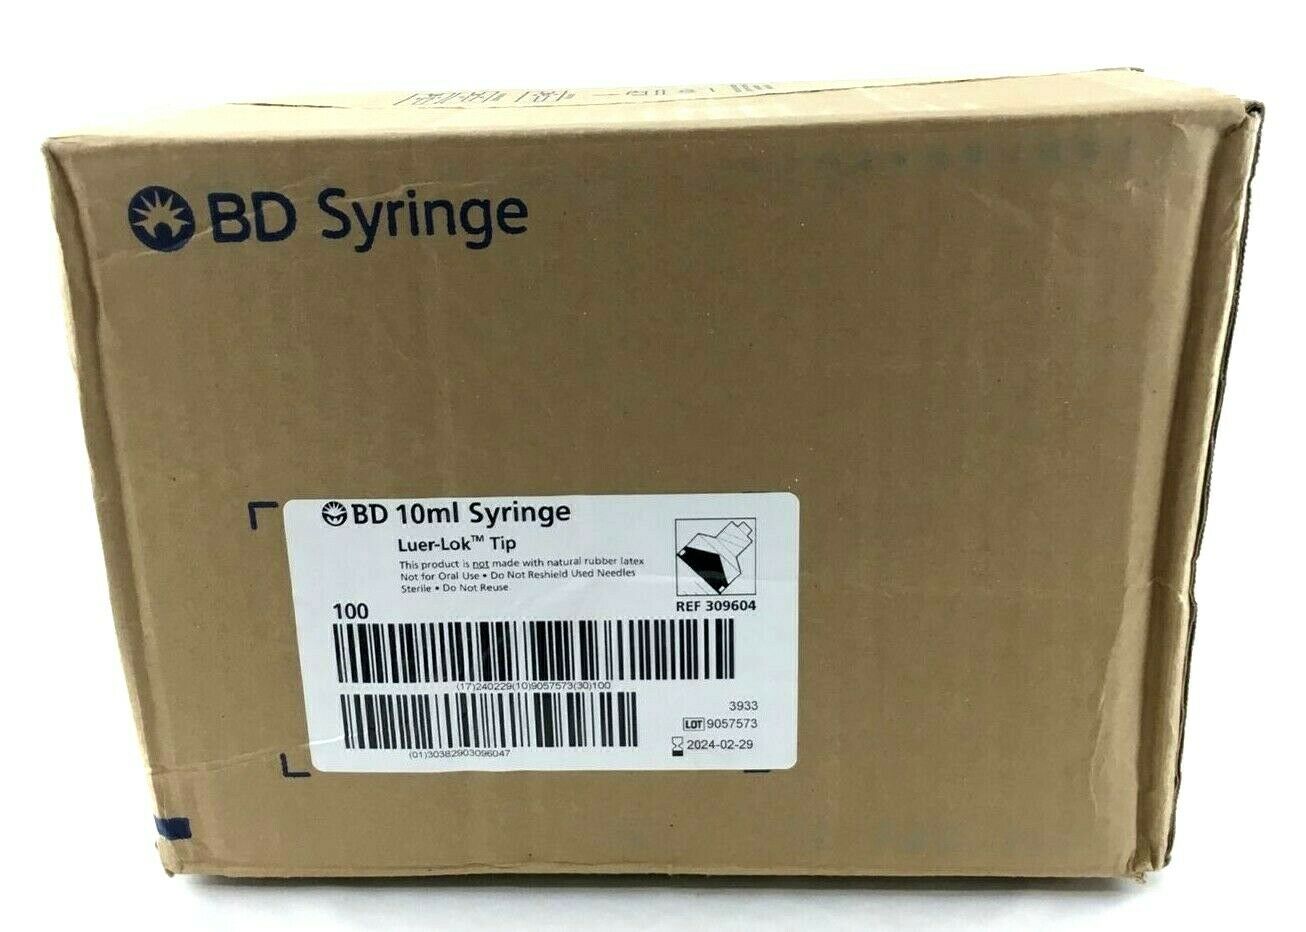 BD Syringe
BD 10ml Syringe
Luer-Lok™ Tip
This product is not made with natural rubber latex
Not for Oral Use • Do Not Reshield Used Needles
Sterile • Do Not Reuse
100
REF 309604
(17)240229(10)9057573(30)100
3933
LOT 9057573
2024-02-29
(01)30382903096047